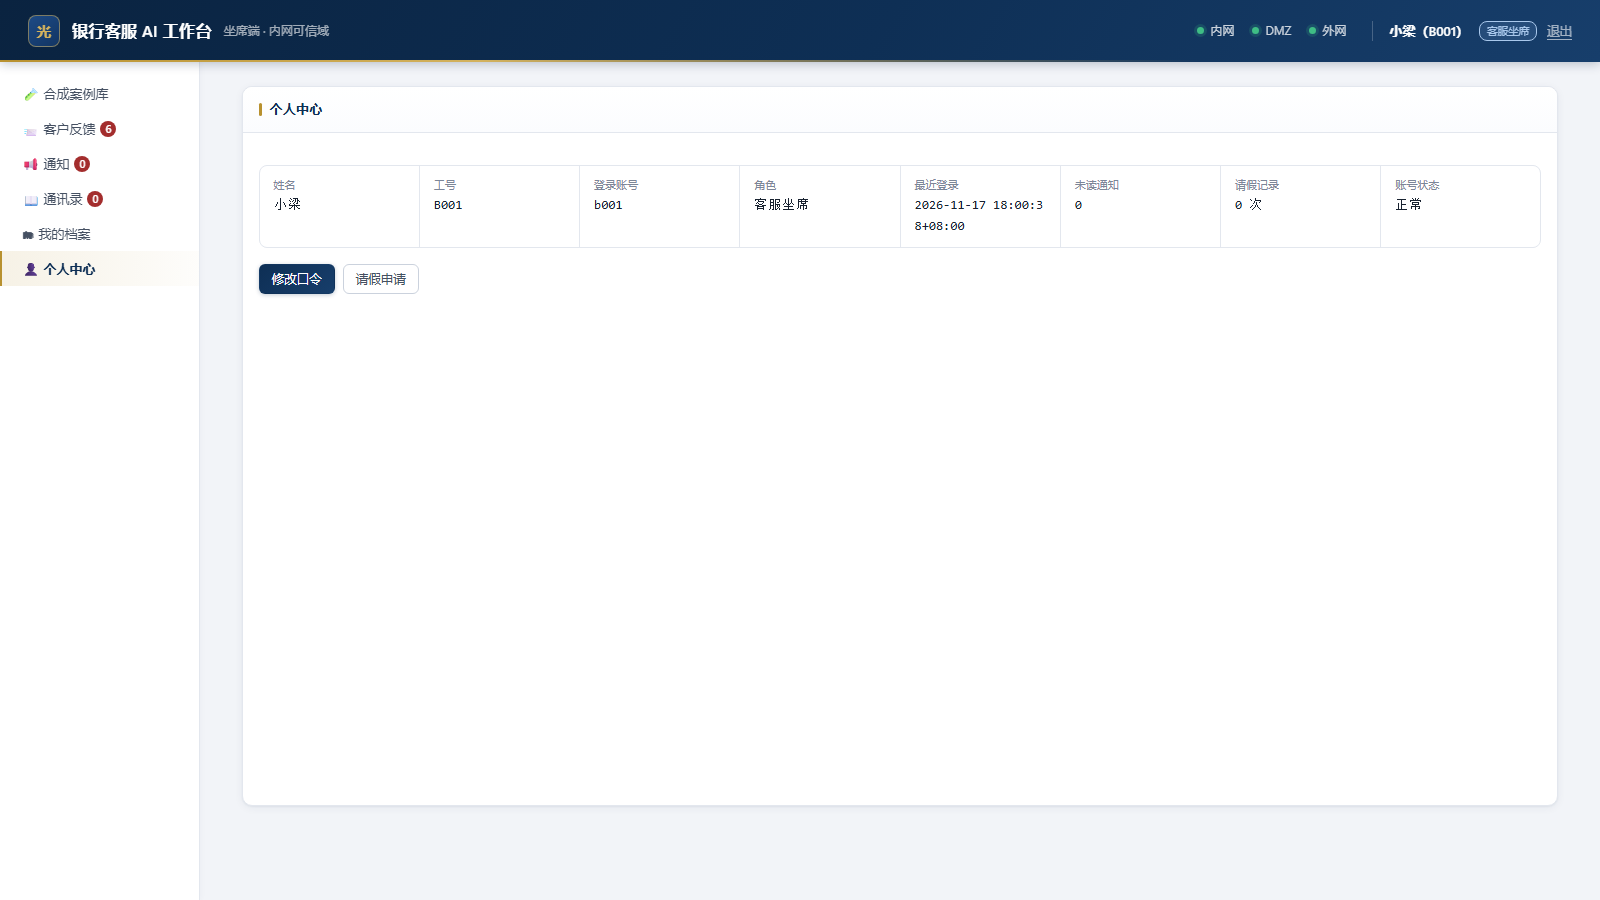 光 银行客服 AI 工作台 坐席端 · 内网可信域 内网 DMZ 外网 小梁 (B001) 客服坐席 退出
合成案例库
客户反馈 6
通知 0
通讯录 0
我的档案
个人中心
个人中心
姓名 工号 登录账号 角色 最近登录 未读通知 请假记录 账号状态
小梁 B001 b001 客服坐席 2026-11-17 18:00:3 0 0 次 正常
8+08:00
修改口令 请假申请